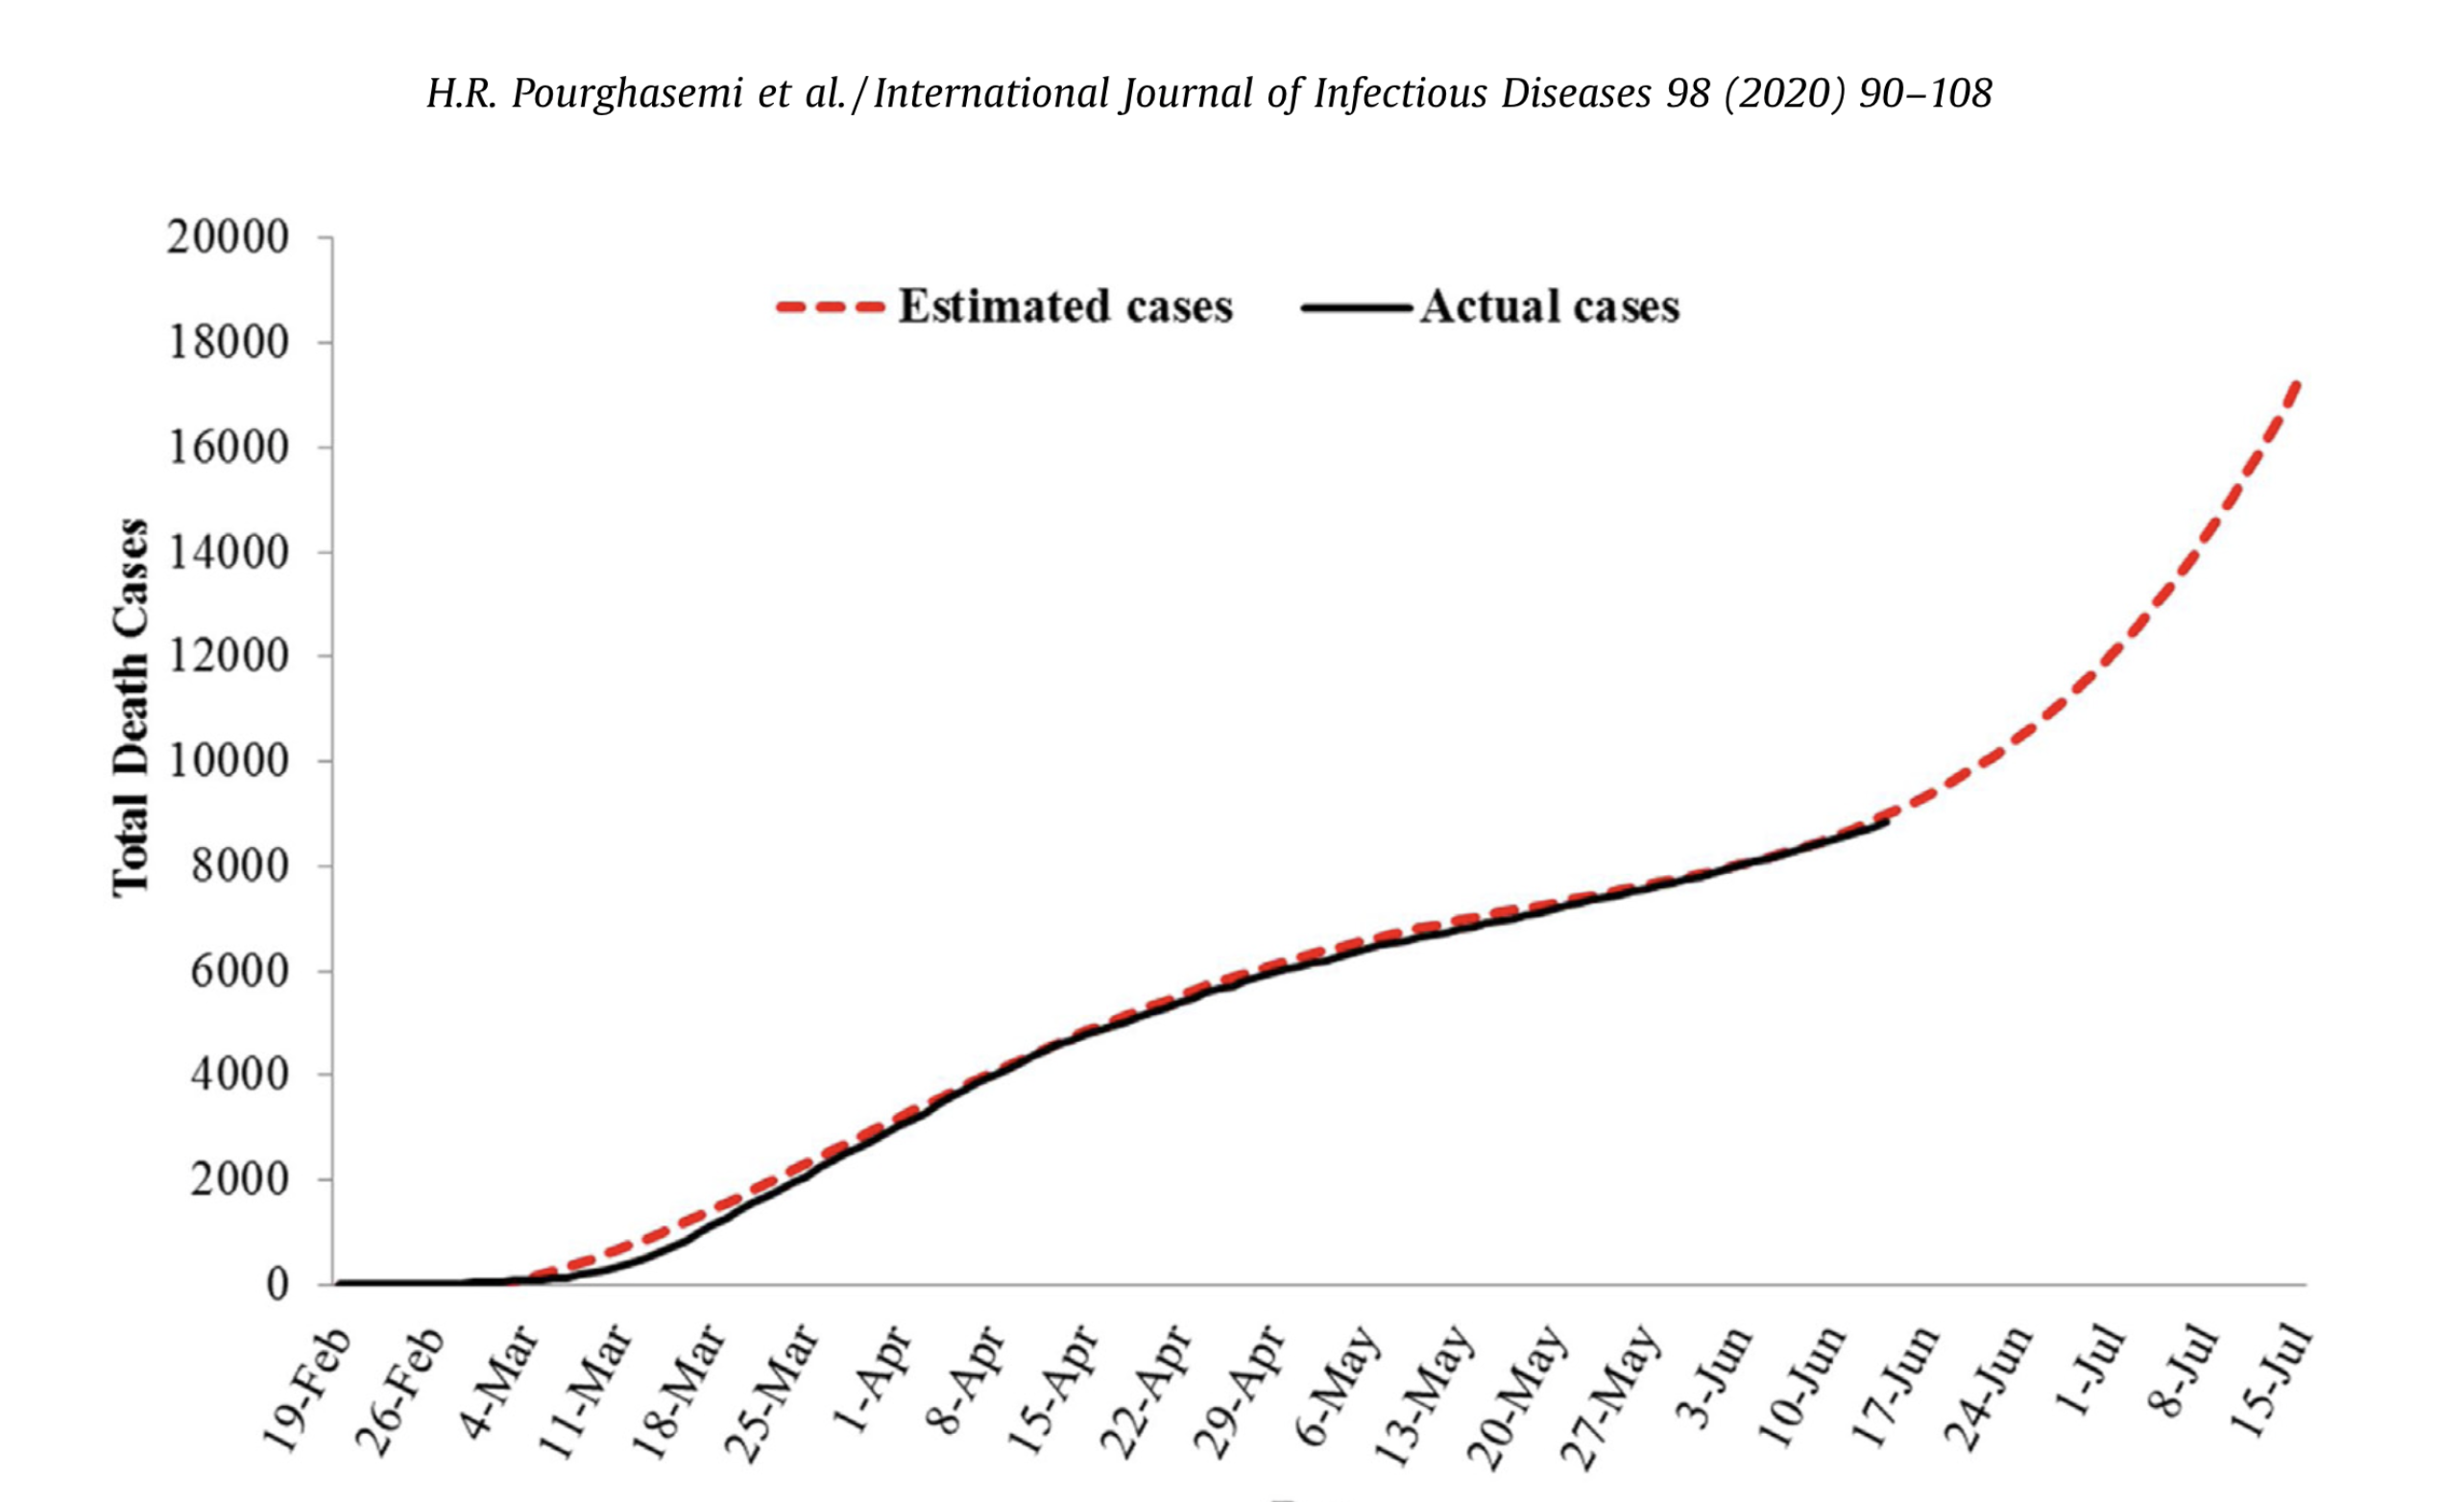 H.R. Pourghasemi et al. / International Journal of Infectious Diseases 98 (2020) 90–108
20000
18000
16000
14000
12000
10000
8000
6000
4000
2000
0
Total Death Cases
Estimated cases
Actual cases
19-Feb
26-Feb
4-Mar
11-Mar
18-Mar
25-Mar
1-Apr
8-Apr
15-Apr
22-Apr
29-Apr
6-May
13-May
20-May
27-May
3-Jun
10-Jun
17-Jun
24-Jun
1-Jul
8-Jul
15-Jul